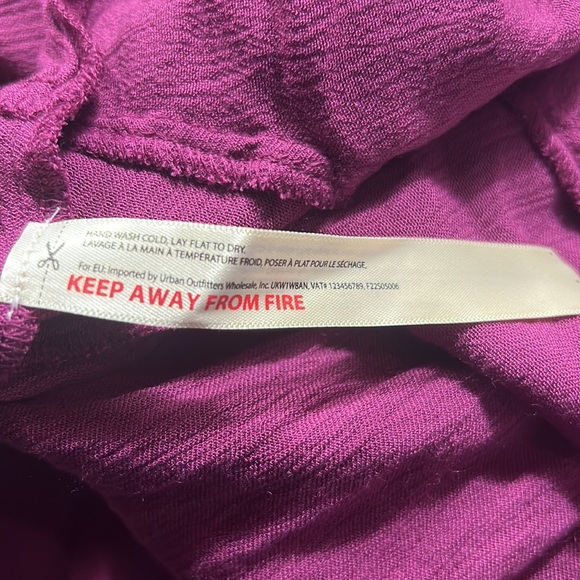 HAND WASH COLD, LAY FLAT TO DRY.
LAVAGE À LA MAIN À TEMPÉRATURE FROID, POSER À PLAT POUR LE SÉCHAGE.
For EU: Imported by Urban Outfitters Wholesale, Inc. UKW1WBAN, VAT# 123456789, F22505006
KEEP AWAY FROM FIRE